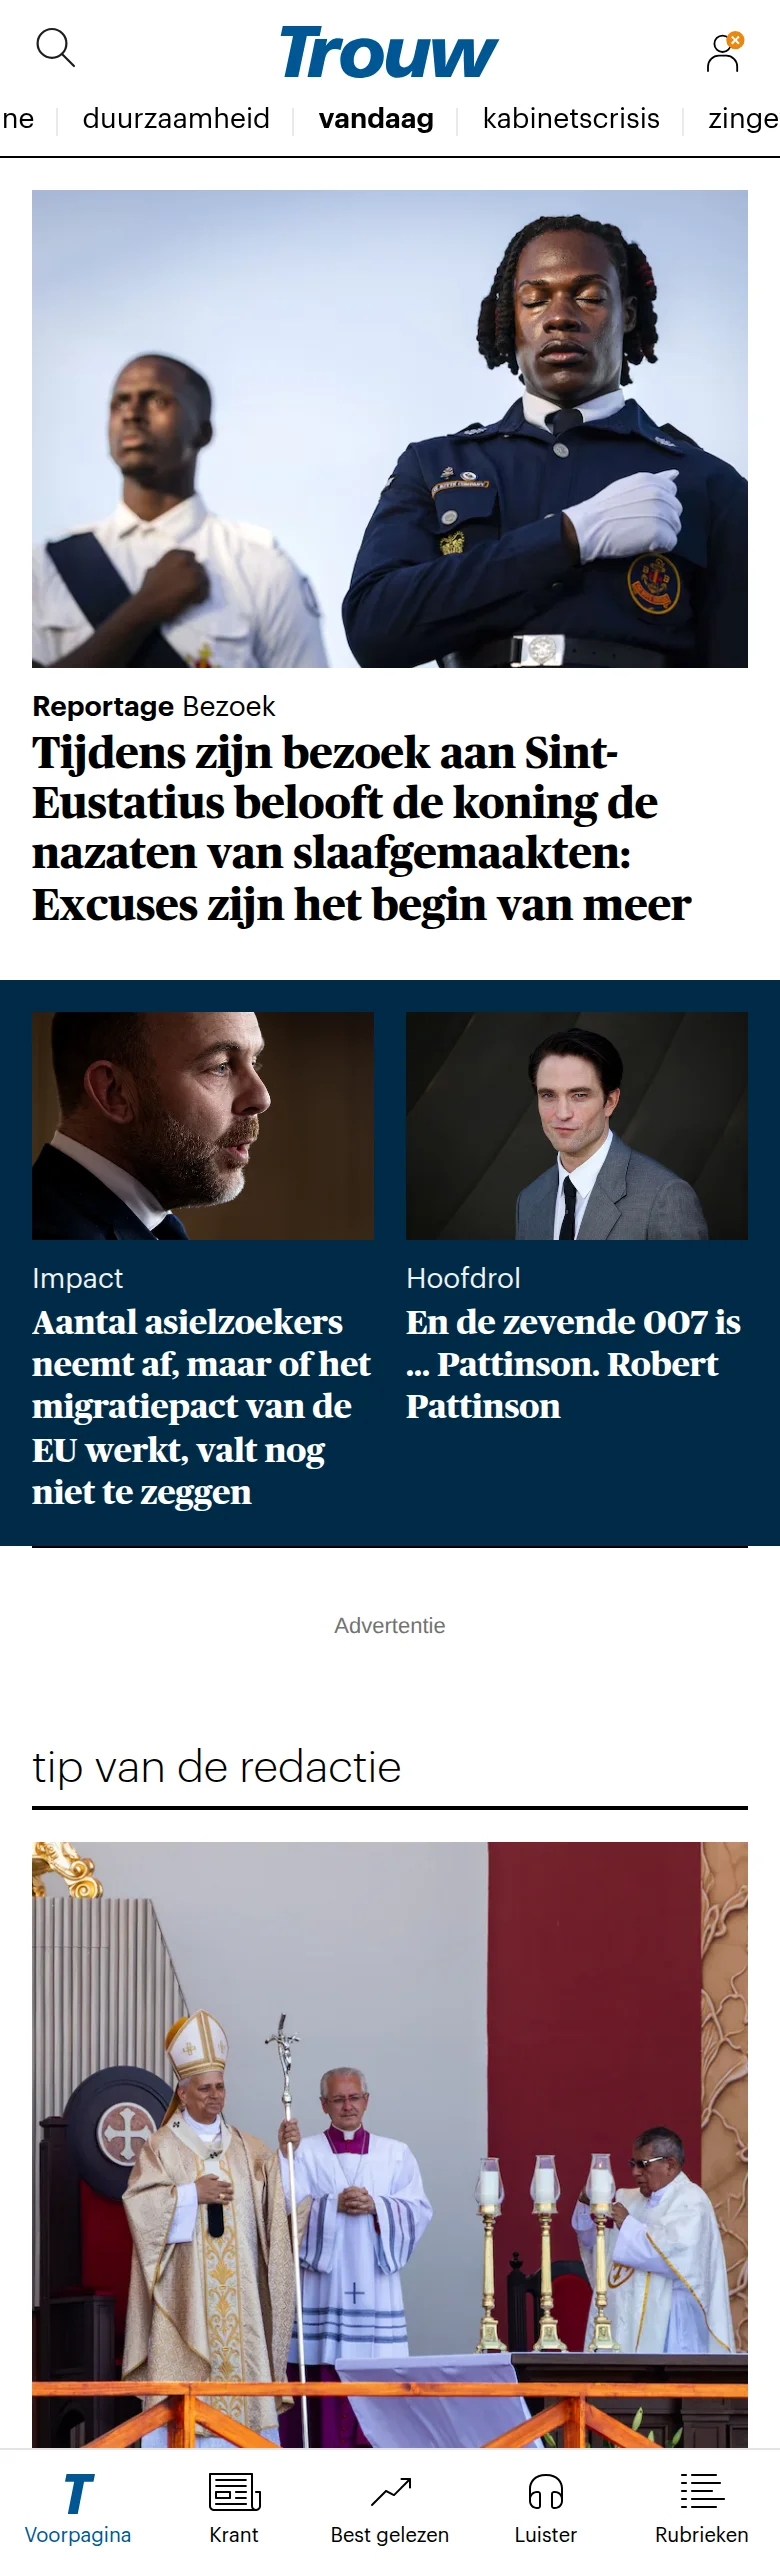 Trouw
ne
duurzaamheid
vandaag
kabinetscrisis
zinge
Reportage Bezoek
Tijdens zijn bezoek aan Sint-
Eustatius belooft de koning de
nazaten van slaafgemaakten:
Excuses zijn het begin van meer
Impact
Aantal asielzoekers
neemt af, maar of het
migratiepact van de
EU werkt, valt nog
niet te zeggen
Hoofdrol
En de zevende 007 is
... Pattinson. Robert
Pattinson
Advertentie
tip van de redactie
T
Voorpagina
Krant
Best gelezen
Luister
Rubrieken